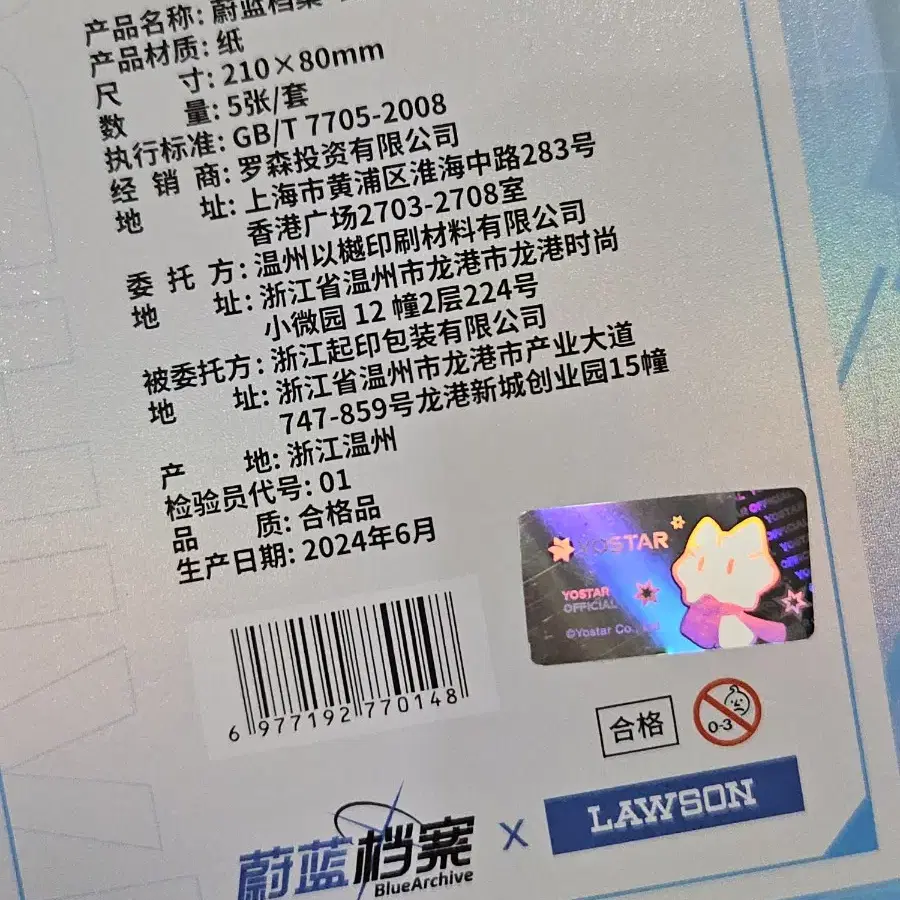 产品名称: 蔚蓝档案
产品材质: 纸
尺 寸: 210×80mm
数 量: 5张/套
执行标准: GB/T 7705-2008
经 销 商: 罗森投资有限公司
地 址: 上海市黄浦区淮海中路283号
香港广场2703-2708室
委 托 方: 温州以樾印刷材料有限公司
地 址: 浙江省温州市龙港市龙港时尚
小微园 12 幢2层224号
被委托方: 浙江起印包装有限公司
地 址: 浙江省温州市龙港市产业大道
747-859号龙港新城创业园15幢
产 地: 浙江温州
检验员代号: 01
品 质: 合格品
生产日期: 2024年6月
YOSTAR
YOSTAR
OFFICIAL
©Yostar Co., Ltd
6 977192 770148
合格
0-3
蔚蓝档案
BlueArchive
X
LAWSON